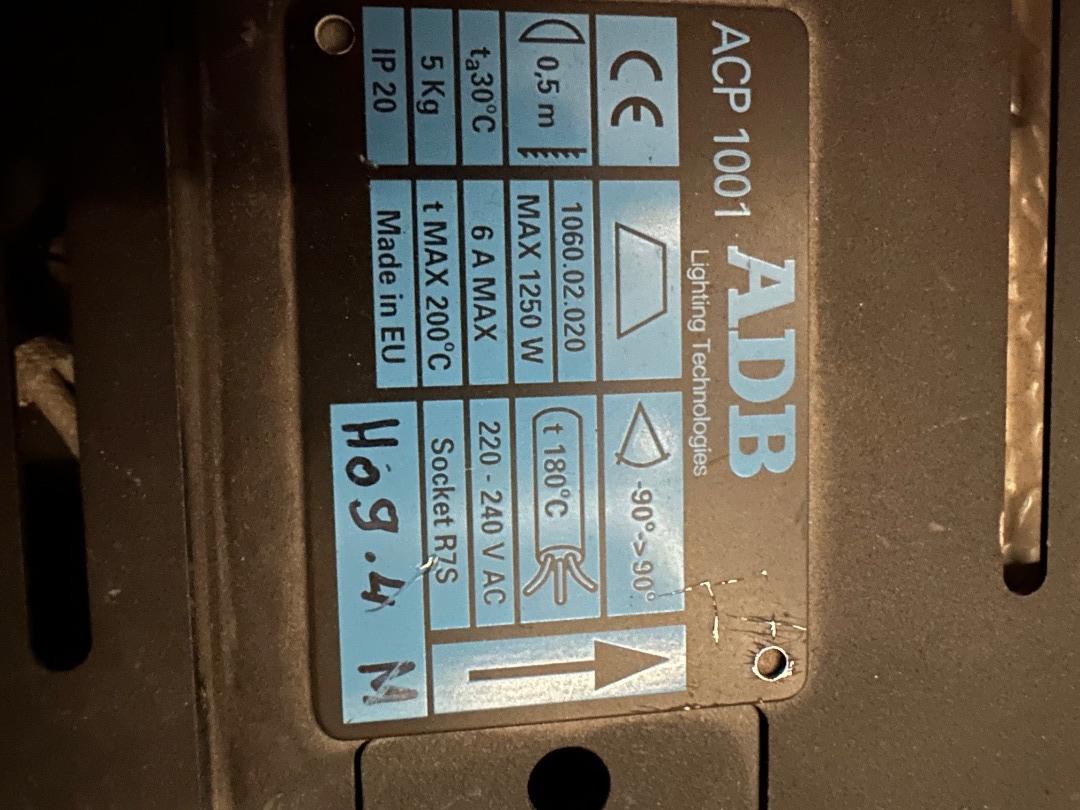 ACP 1001 ADB
Lighting Technologies
CE
-90°->90°
0,5 m
1060.02.020
MAX 1250 W
t 180°C
ta30°C
6 A MAX
220 - 240 V AC
5 Kg
t MAX 200°C
Socket R7S
IP 20
Made in EU
Hog.4 N